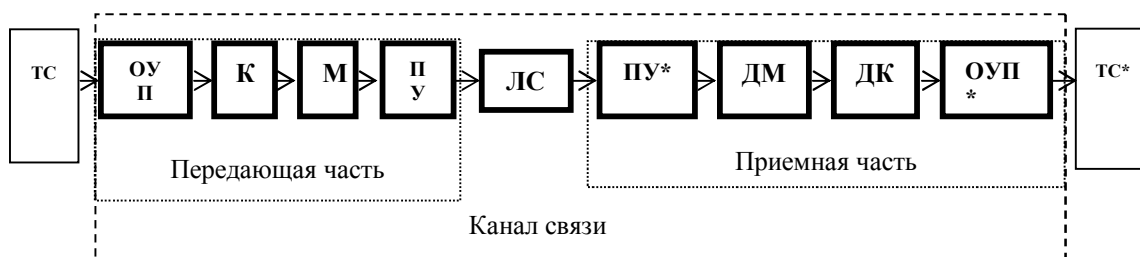 ТС
ОУ
П
К
М
П
У
ЛС
ПУ*
ДМ
ДК
ОУП
*
ТС*
Передающая часть
Приемная часть
Канал связи